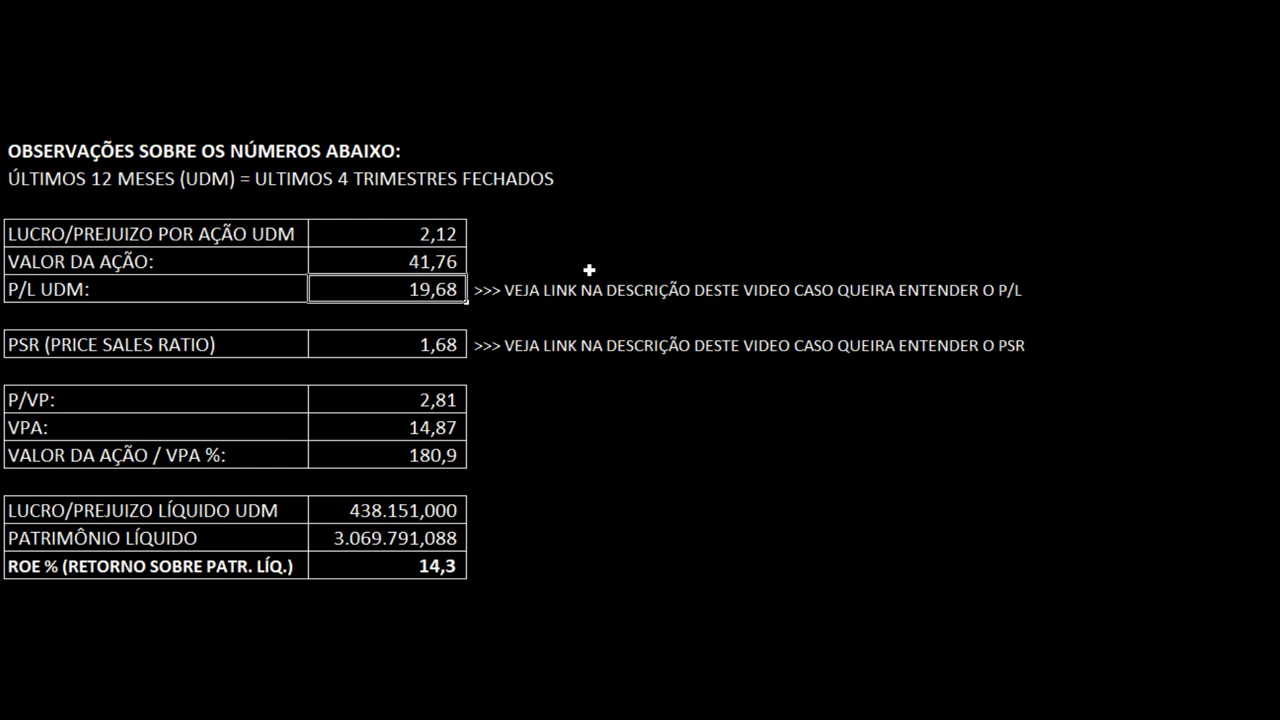 OBSERVAÇÕES SOBRE OS NÚMEROS ABAIXO:
ÚLTIMOS 12 MESES (UDM) = ULTIMOS 4 TRIMESTRES FECHADOS
LUCRO/PREJUIZO POR AÇÃO UDM 2,12
VALOR DA AÇÃO: 41,76
P/L UDM: 19,68 >>> VEJA LINK NA DESCRIÇÃO DESTE VIDEO CASO QUEIRA ENTENDER O P/L
PSR (PRICE SALES RATIO) 1,68 >>> VEJA LINK NA DESCRIÇÃO DESTE VIDEO CASO QUEIRA ENTENDER O PSR
P/VP: 2,81
VPA: 14,87
VALOR DA AÇÃO / VPA %: 180,9
LUCRO/PREJUIZO LÍQUIDO UDM 438.151,000
PATRIMÔNIO LÍQUIDO 3.069.791,088
ROE % (RETORNO SOBRE PATR. LÍQ.) 14,3